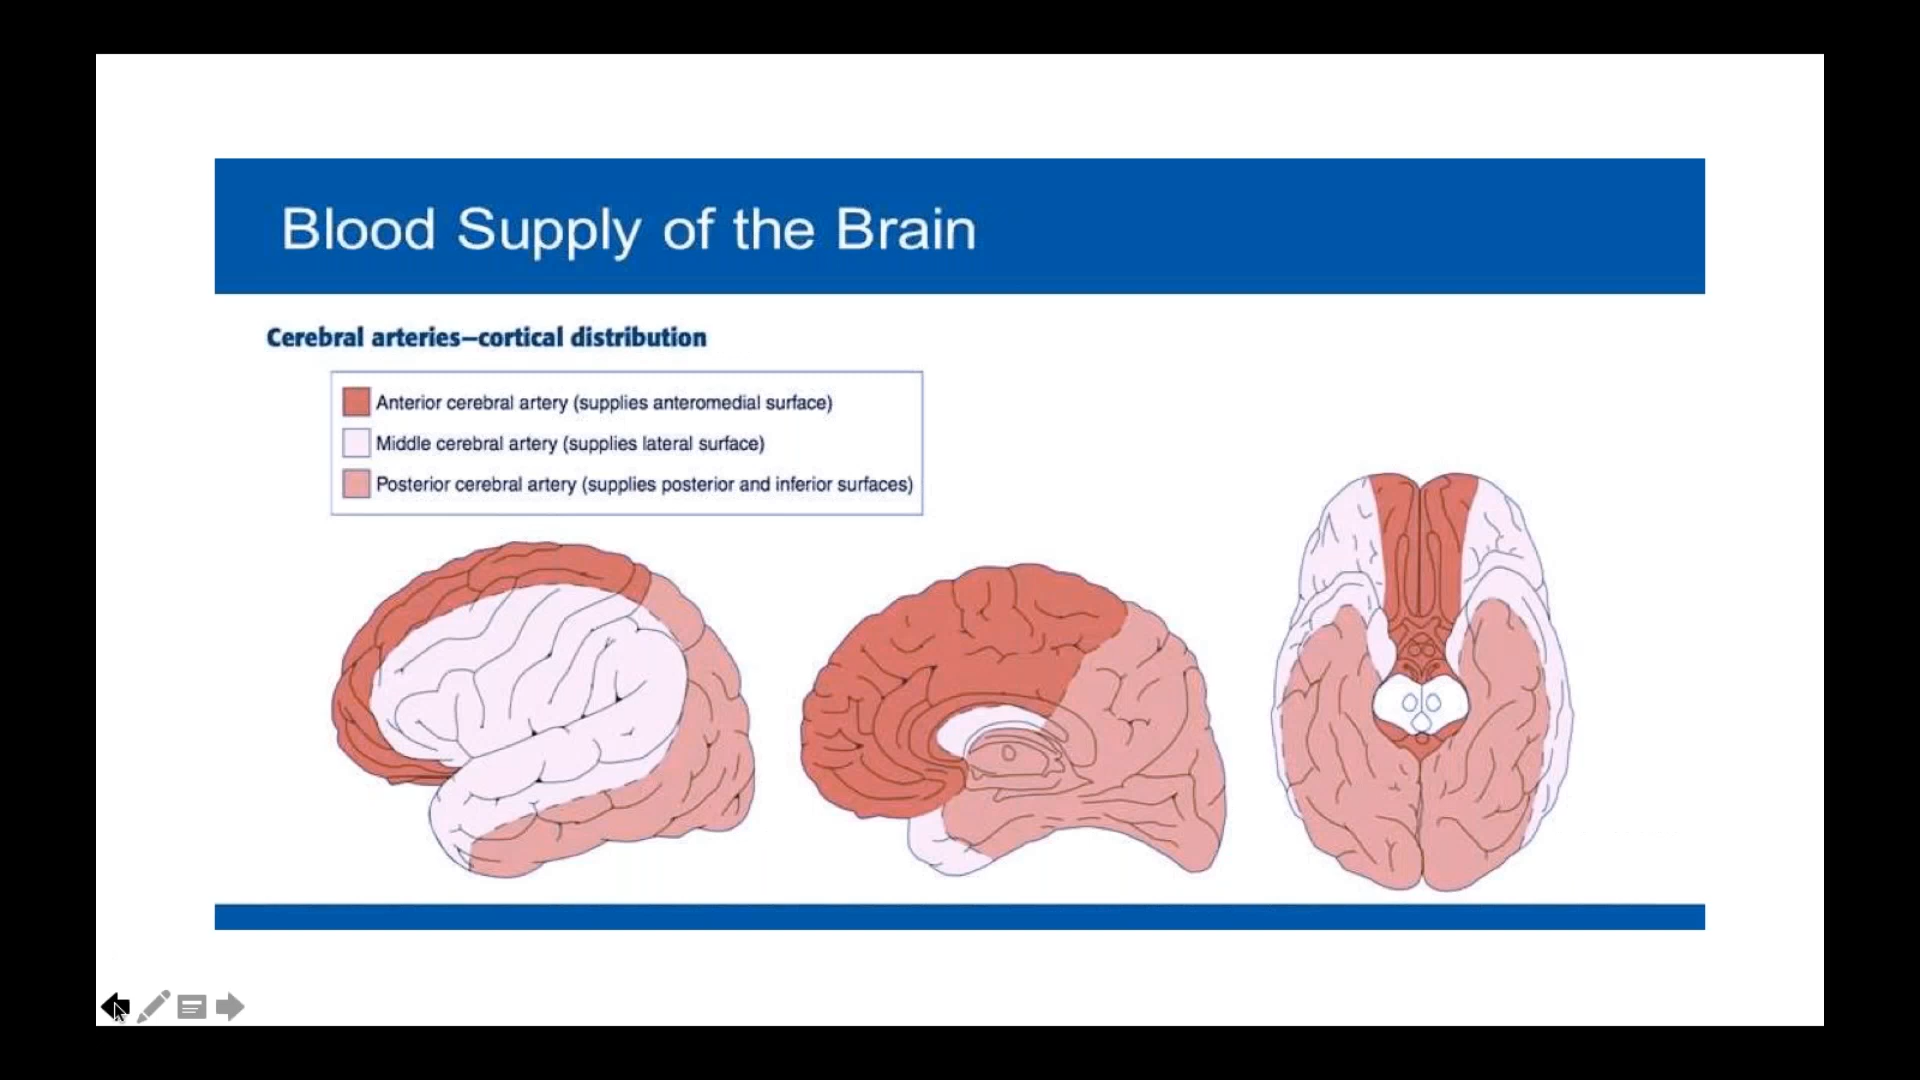 Blood Supply of the Brain
Cerebral arteries—cortical distribution
Anterior cerebral artery (supplies anteromedial surface)
Middle cerebral artery (supplies lateral surface)
Posterior cerebral artery (supplies posterior and inferior surfaces)